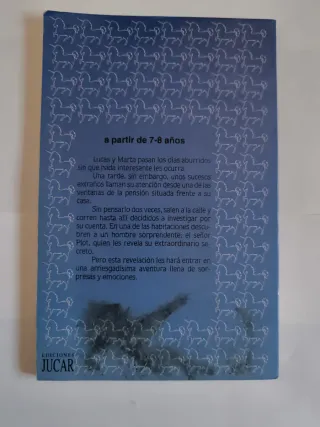 a partir de 7-8 años
Lucas y Marta pasan los días aburridos
sin que nada interesante les ocurra.
Una tarde, sin embargo, unos sucesos
extraños llaman su atención desde una de las
ventanas de la pensión situada frente a su
casa.
Sin pensarlo dos veces, salen a la calle y
corren hasta allí decididos a investigar por
su cuenta. En una de las habitaciones descu-
brirán a un hombre sorprendente: el señor
Plot, quien les revela su extraordinario se-
creto.
Pero esta revelación les hará entrar en
una arriesgadísima aventura llena de sor-
presas y emociones.
EDICIONES
JUCAR